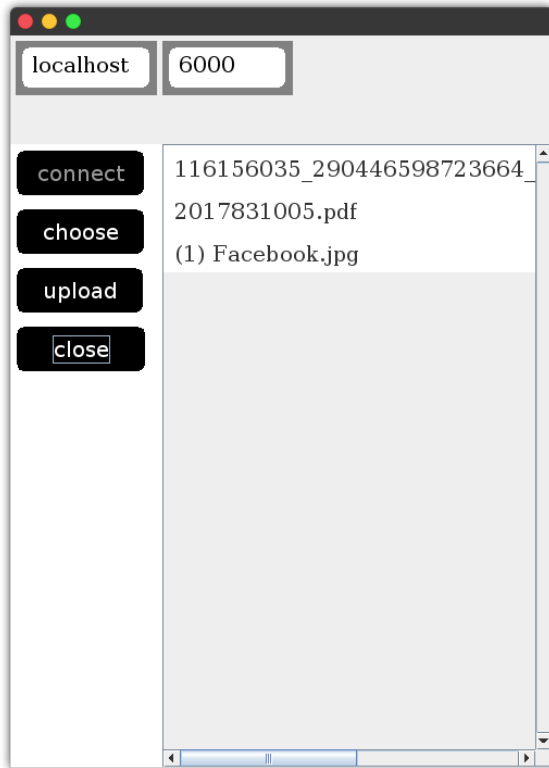 localhost
6000
connect
choose
upload
close
116156035_290446598723664_
2017831005.pdf
(1) Facebook.jpg